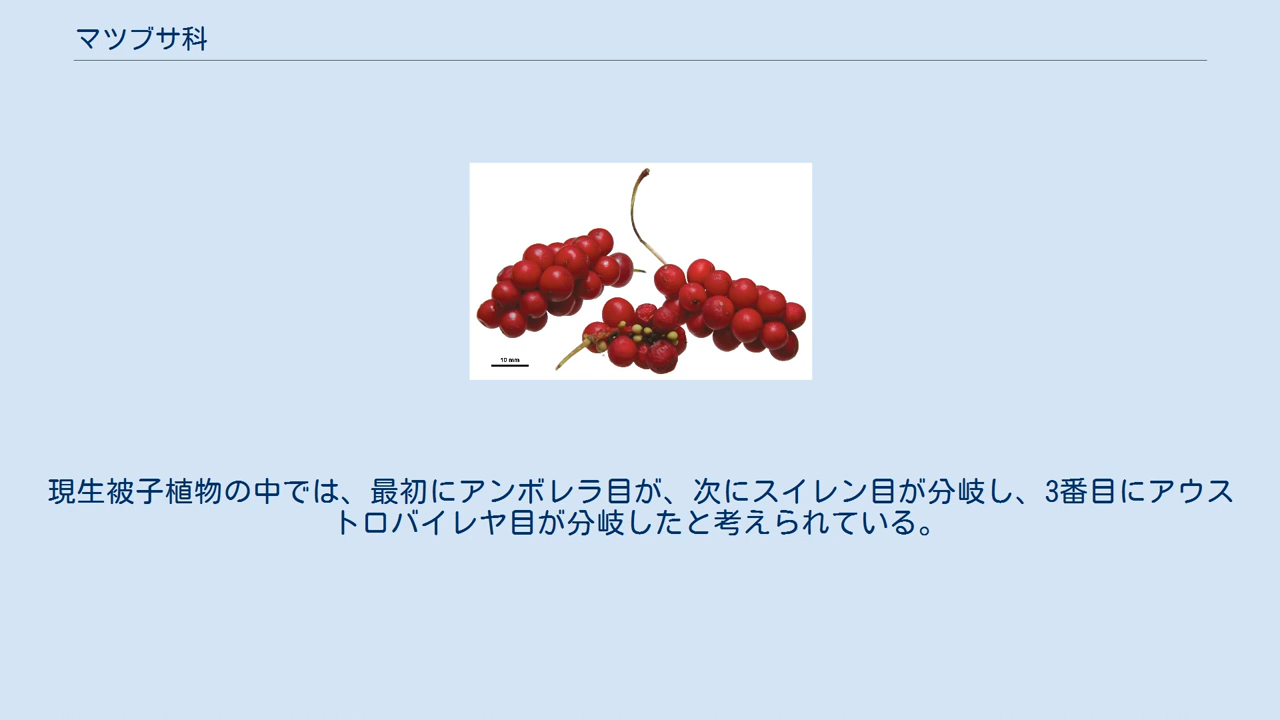 マツブサ科
10 mm
現生被子植物の中では、最初にアンボレラ目が、次にスイレン目が分岐し、3番目にアウス
トロバイレヤ目が分岐したと考えられている。